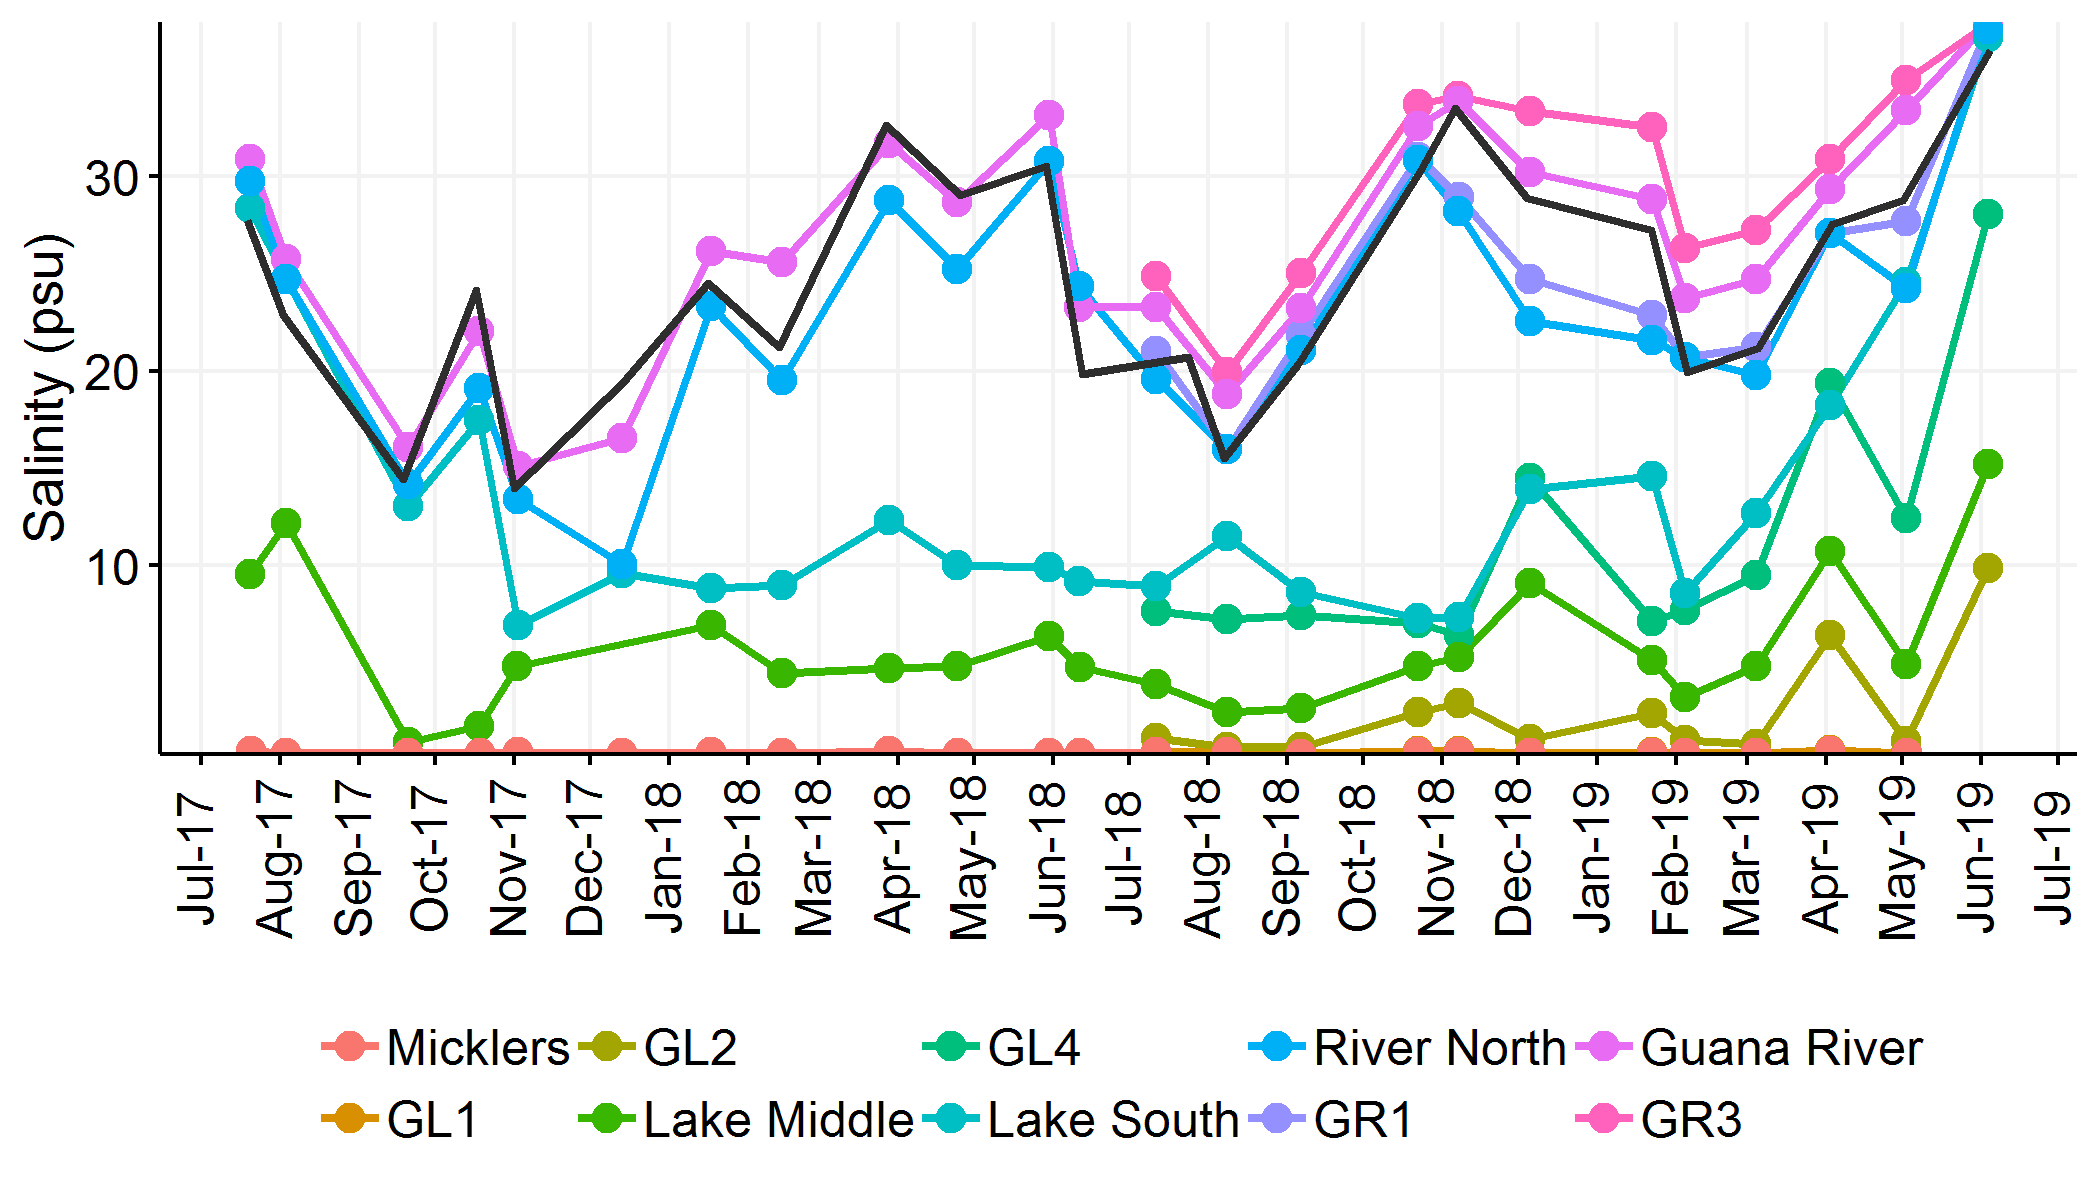 Salinity (psu)
30
20
10
Jul-17
Aug-17
Sep-17
Oct-17
Nov-17
Dec-17
Jan-18
Feb-18
Mar-18
Apr-18
May-18
Jun-18
Jul-18
Aug-18
Sep-18
Oct-18
Nov-18
Dec-18
Jan-19
Feb-19
Mar-19
Apr-19
May-19
Jun-19
Jul-19
Micklers GL2 GL4 River North Guana River
GL1 Lake Middle Lake South GR1 GR3